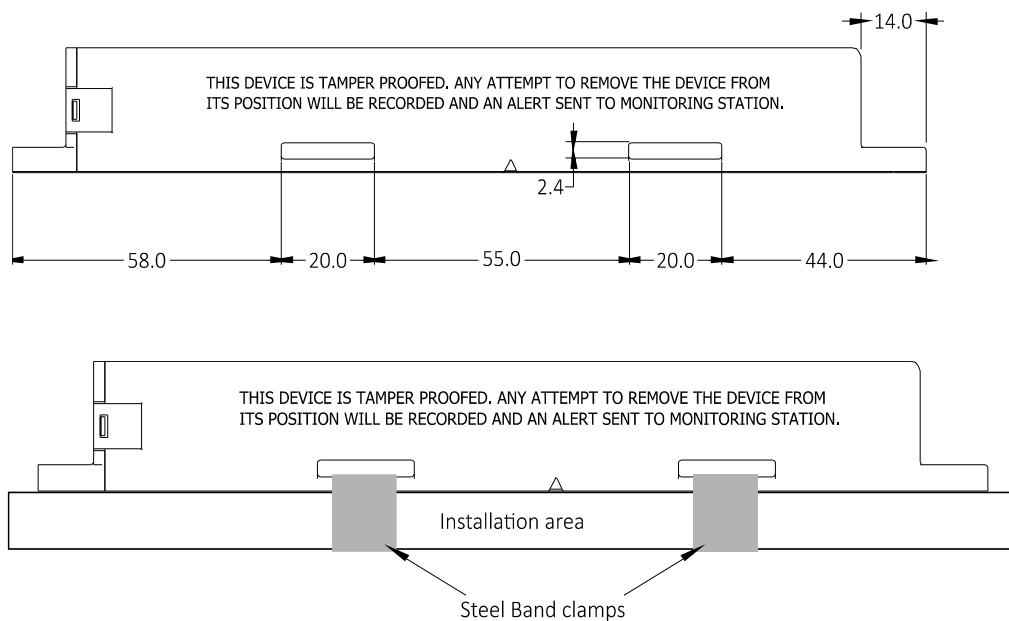 14.0
THIS DEVICE IS TAMPER PROOFED. ANY ATTEMPT TO REMOVE THE DEVICE FROM
ITS POSITION WILL BE RECORDED AND AN ALERT SENT TO MONITORING STATION.
2.4
58.0 20.0 55.0 20.0 44.0
THIS DEVICE IS TAMPER PROOFED. ANY ATTEMPT TO REMOVE THE DEVICE FROM
ITS POSITION WILL BE RECORDED AND AN ALERT SENT TO MONITORING STATION.
Installation area
Steel Band clamps